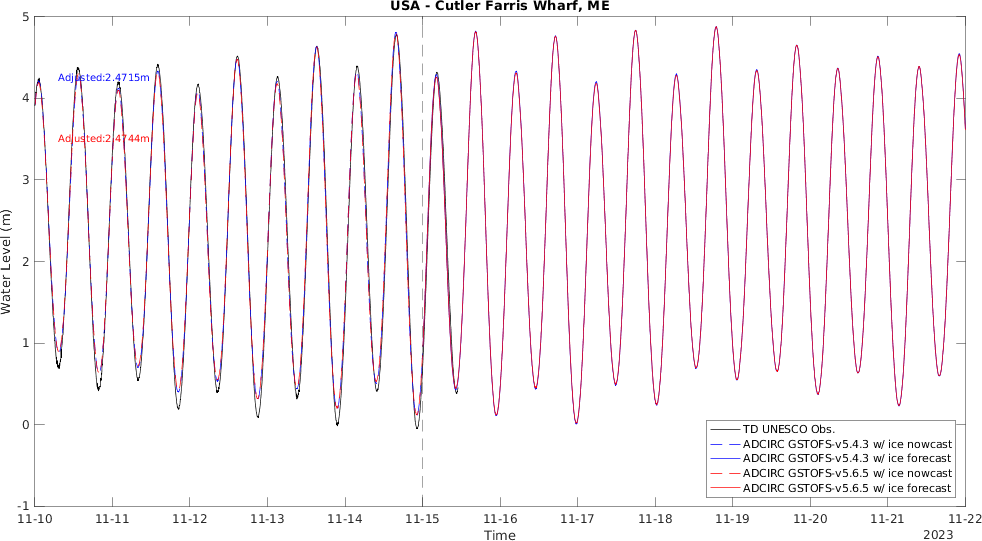 USA - Cutler Farris Wharf, ME
5
4
3
2
1
0
-1
Water Level (m)
Adjusted:2.4715m
Adjusted:2.4744m
TD UNESCO Obs.
ADCIRC GSTOFS-v5.4.3 w/ ice nowcast
ADCIRC GSTOFS-v5.4.3 w/ ice forecast
ADCIRC GSTOFS-v5.6.5 w/ ice nowcast
ADCIRC GSTOFS-v5.6.5 w/ ice forecast
11-10 11-11 11-12 11-13 11-14 11-15 11-16 11-17 11-18 11-19 11-20 11-21 11-22
Time
2023